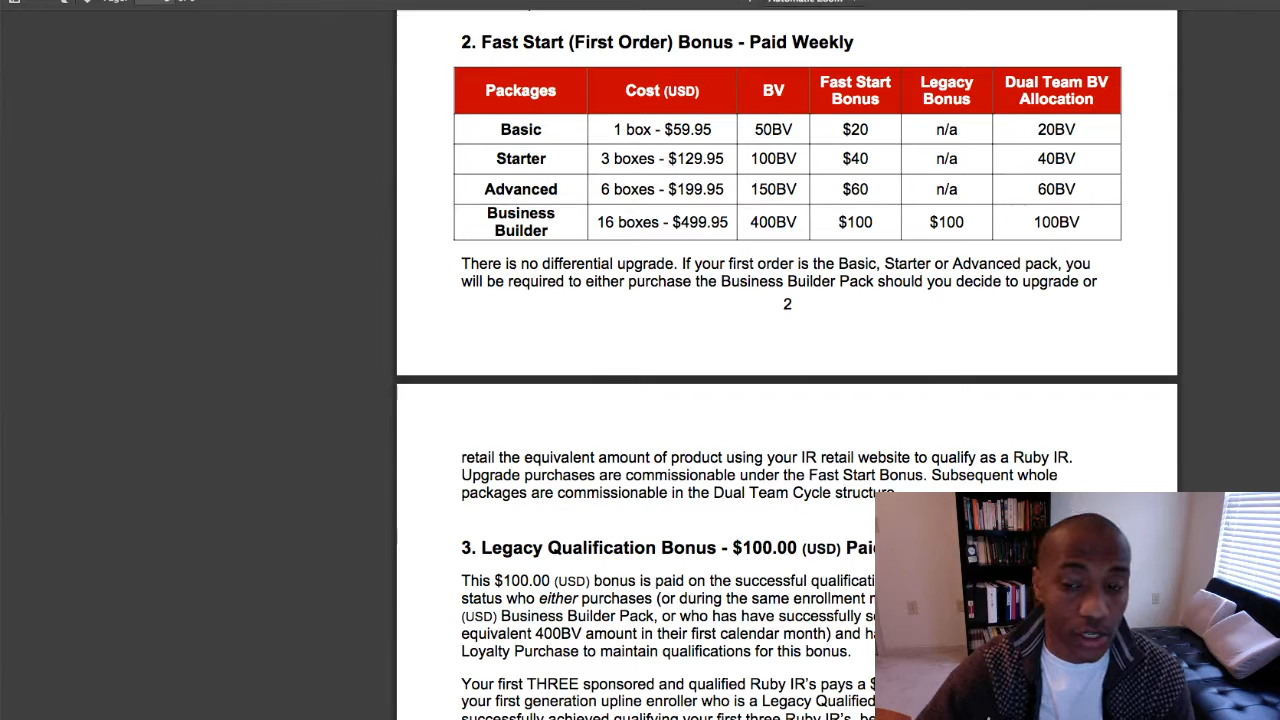 2. Fast Start (First Order) Bonus - Paid Weekly
Packages Cost (USD) BV Fast Start Bonus Legacy Bonus Dual Team BV Allocation
Basic 1 box - $59.95 50BV $20 n/a 20BV
Starter 3 boxes - $129.95 100BV $40 n/a 40BV
Advanced 6 boxes - $199.95 150BV $60 n/a 60BV
Business Builder 16 boxes - $499.95 400BV $100 $100 100BV
There is no differential upgrade. If your first order is the Basic, Starter or Advanced pack, you
will be required to either purchase the Business Builder Pack should you decide to upgrade or
2
retail the equivalent amount of product using your IR retail website to qualify as a Ruby IR.
Upgrade purchases are commissionable under the Fast Start Bonus. Subsequent whole
packages are commissionable in the Dual Team Cycle structure.
3. Legacy Qualification Bonus - $100.00 (USD) Pai
This $100.00 (USD) bonus is paid on the successful qualificati
status who either purchases (or during the same enrollment
(USD) Business Builder Pack, or who has have successfully
equivalent 400BV amount in their first calendar month) and
Loyalty Purchase to maintain qualifications for this bonus.
Your first THREE sponsored and qualified Ruby IR's pays a
your first generation upline enroller who is a Legacy Qualified
successfully achieved qualifying your first three Ruby IR's,